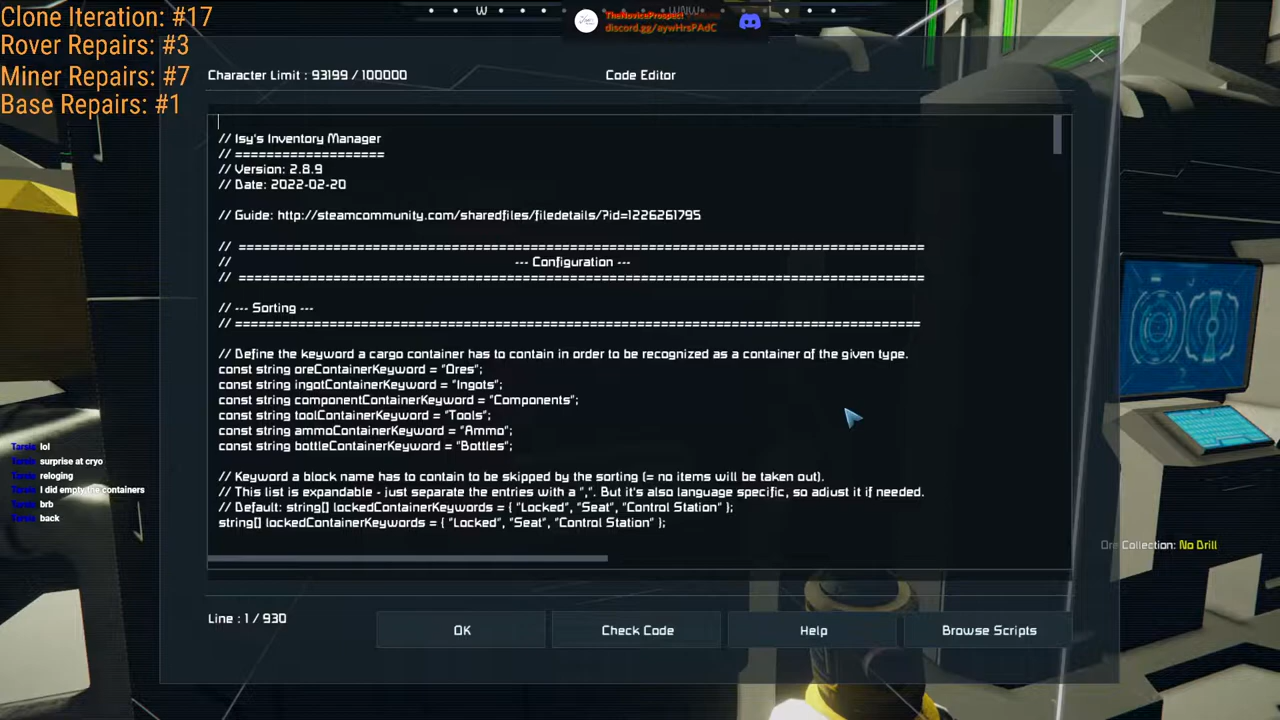 Clone Iteration: #17
Rover Repairs: #3
Miner Repairs: #7
Base Repairs: #1
W
TheNoviceProspect
discord.gg/aywHrsPAdC
Character Limit : 93199 / 100000
Code Editor
// Isy's Inventory Manager
// ===================
// Version: 2.8.9
// Date: 2022-02-20
// Guide: http://steamcommunity.com/sharedfiles/filedetails/?id=1226261795
// =======================================================================================
// --- Configuration ---
// =======================================================================================
// --- Sorting ---
// =======================================================================================
// Define the keyword a cargo container has to contain in order to be recognized as a container of the given type.
const string oreContainerKeyword = "Ores";
const string ingotContainerKeyword = "Ingots";
const string componentContainerKeyword = "Components";
const string toolContainerKeyword = "Tools";
const string ammoContainerKeyword = "Ammo";
const string bottleContainerKeyword = "Bottles";
// Keyword a block name has to contain to be skipped by the sorting (= no items will be taken out).
// This list is expandable - just separate the entries with a ",". But it's also language specific, so adjust it if needed.
// Default: string[] lockedContainerKeywords = { "Locked", "Seat", "Control Station" };
string[] lockedContainerKeywords = { "Locked", "Seat", "Control Station" };
Tarsis lol
Tarsis surprise at cryo
Tarsis reloging
Tarsis I did empty the containers
Tarsis brb
Tarsis back
Ore Collection: No Drill
Line : 1 / 930
OK
Check Code
Help
Browse Scripts